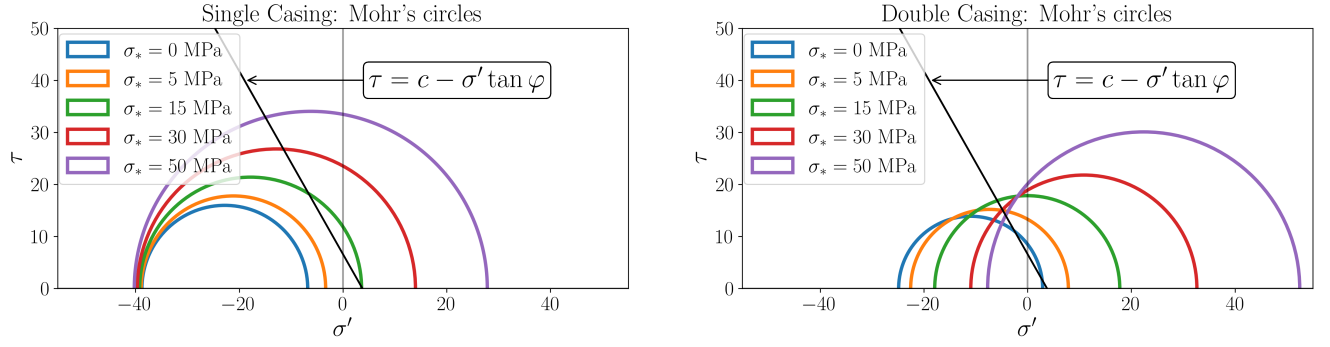 Single Casing: Mohr's circles
50
40
30
20
10
0
τ
σ* = 0 MPa
σ* = 5 MPa
σ* = 15 MPa
σ* = 30 MPa
σ* = 50 MPa
τ = c − σ′ tan φ
−40
−20
0
20
40
σ′
Double Casing: Mohr's circles
50
40
30
20
10
0
τ
σ* = 0 MPa
σ* = 5 MPa
σ* = 15 MPa
σ* = 30 MPa
σ* = 50 MPa
τ = c − σ′ tan φ
−40
−20
0
20
40
σ′